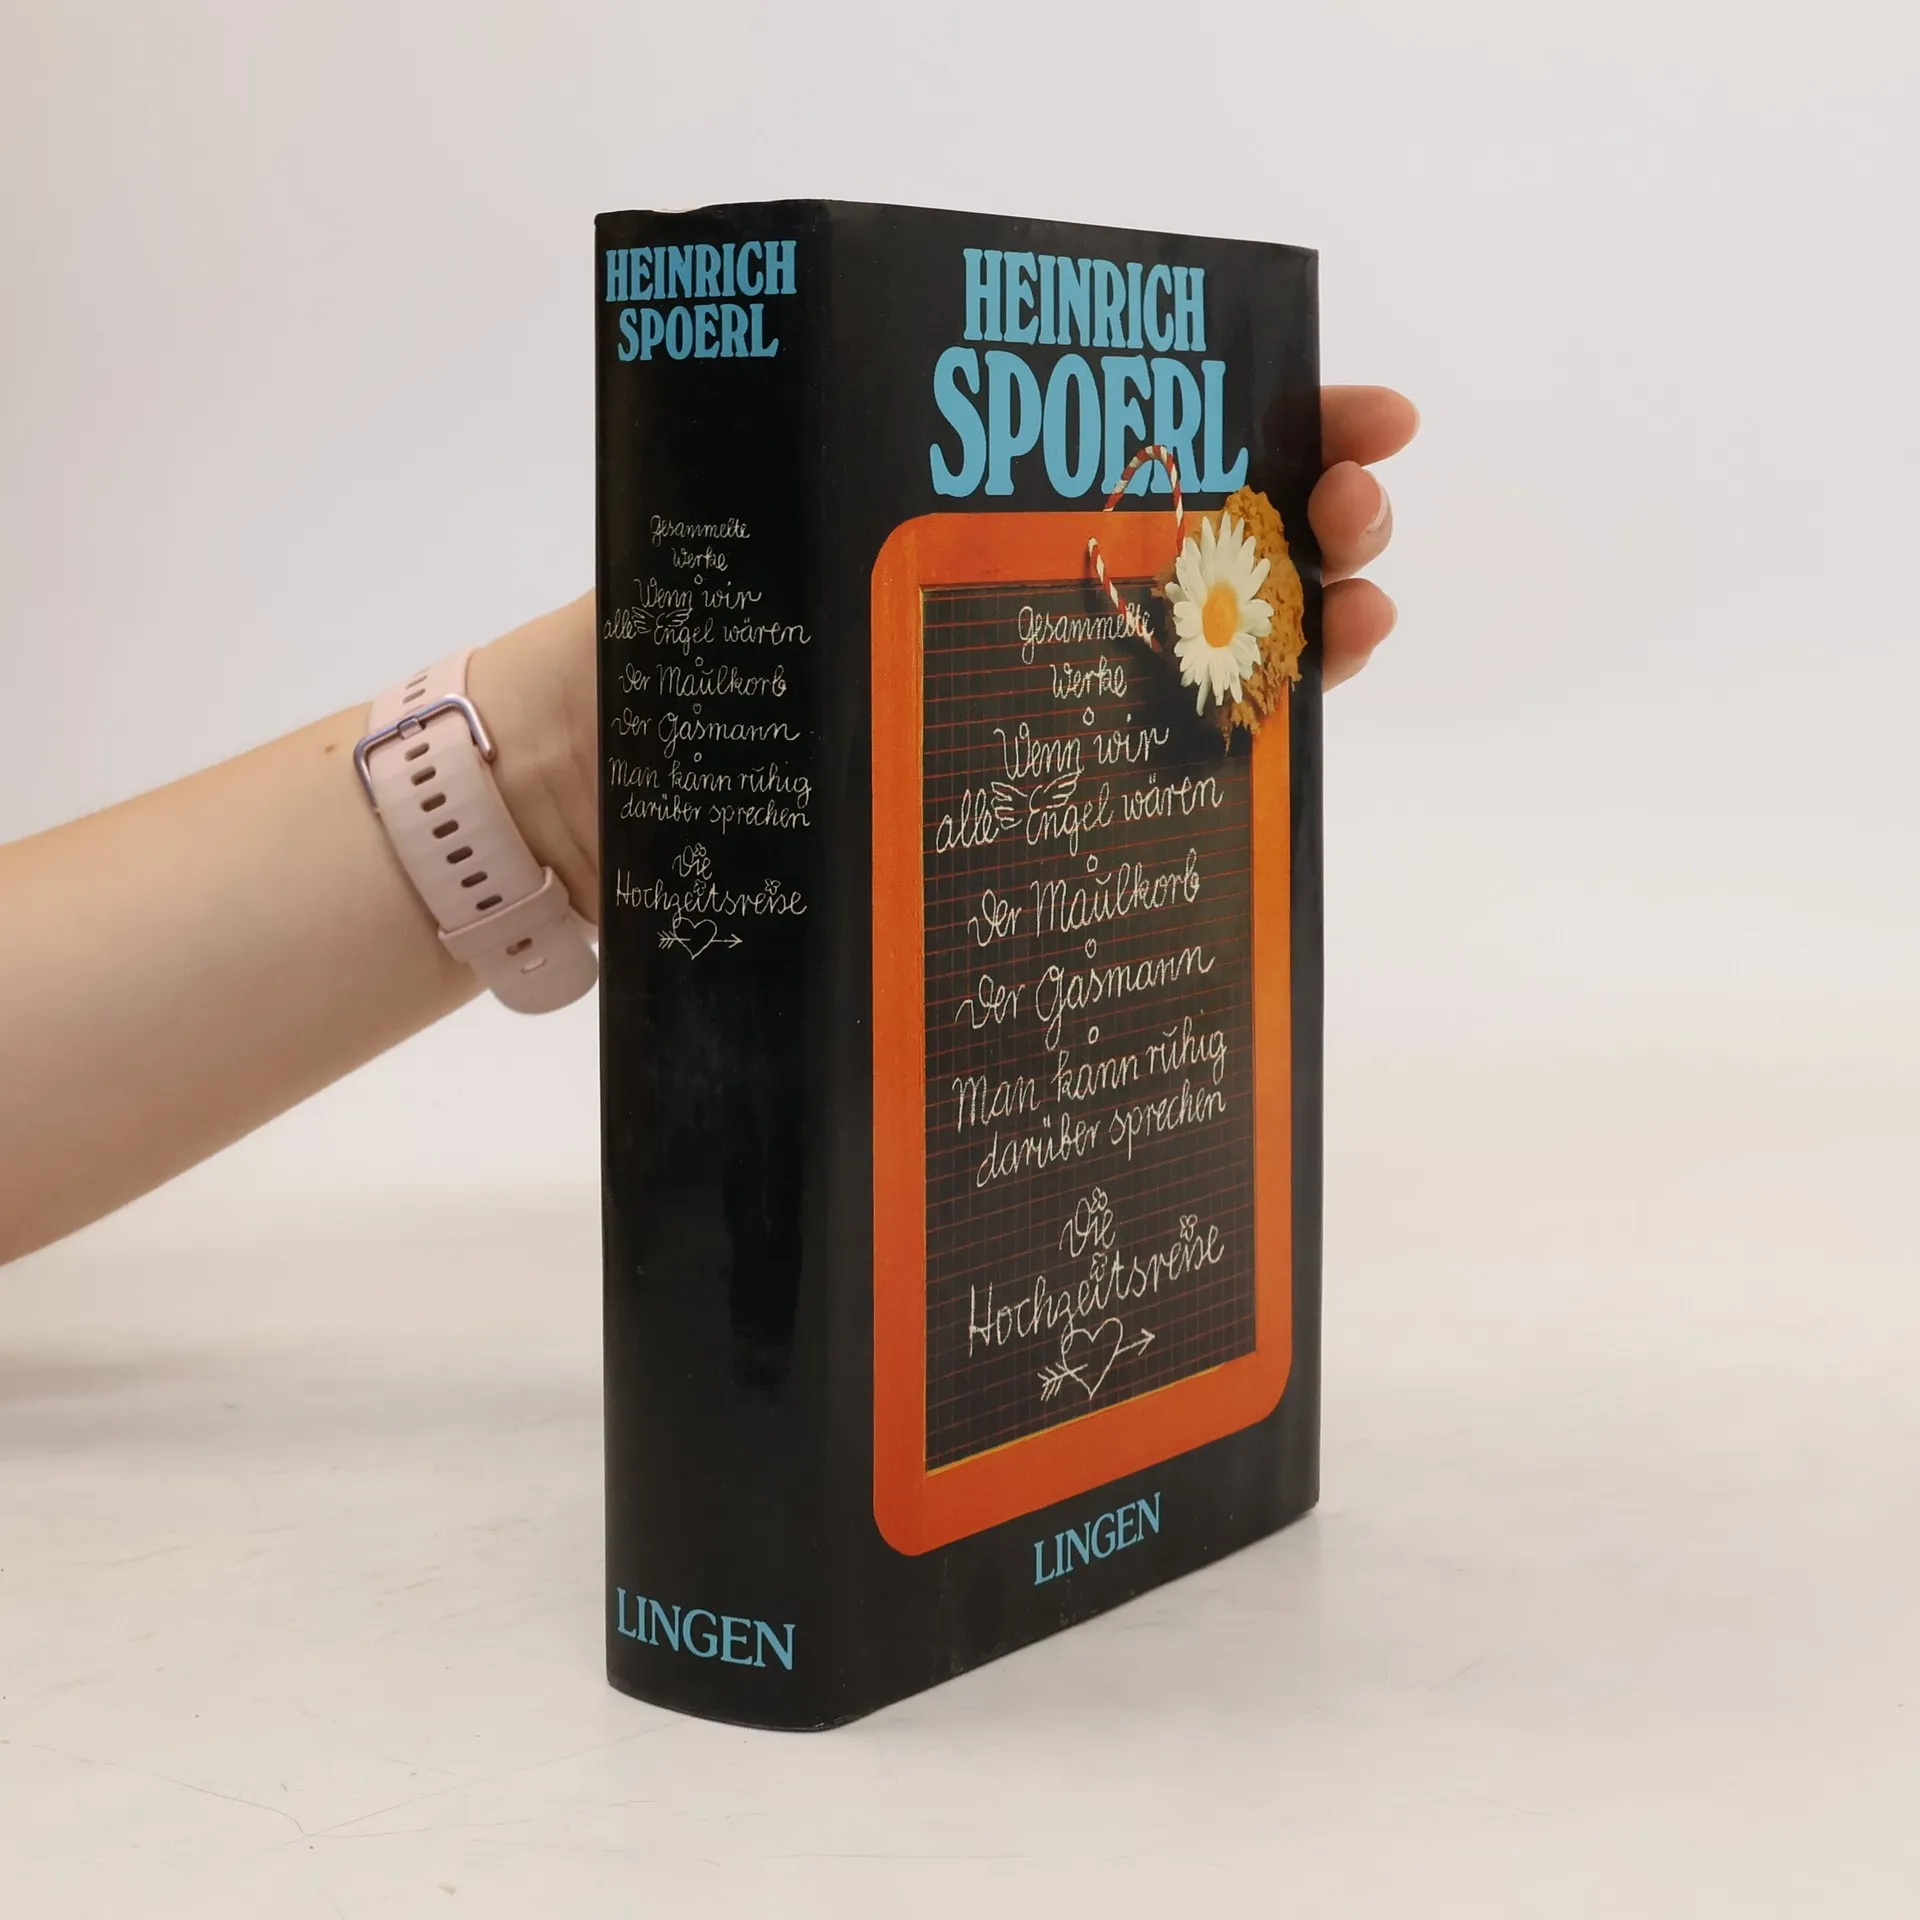 HEINRICH
SPOERL
Gesammelte
Werke
Wenn wir
alle Engel wären
Der Maulkorb
Der Gasmann
Man kann ruhig
darüber sprechen
Die
Hochzeitsreise
LINGEN
HEINRICH
SPOERL
Gesammelte
Werke
Wenn wir
alle Engel wären
Der Maulkorb
Der Gasmann
Man kann ruhig
darüber sprechen
Die
Hochzeitsreise
LINGEN